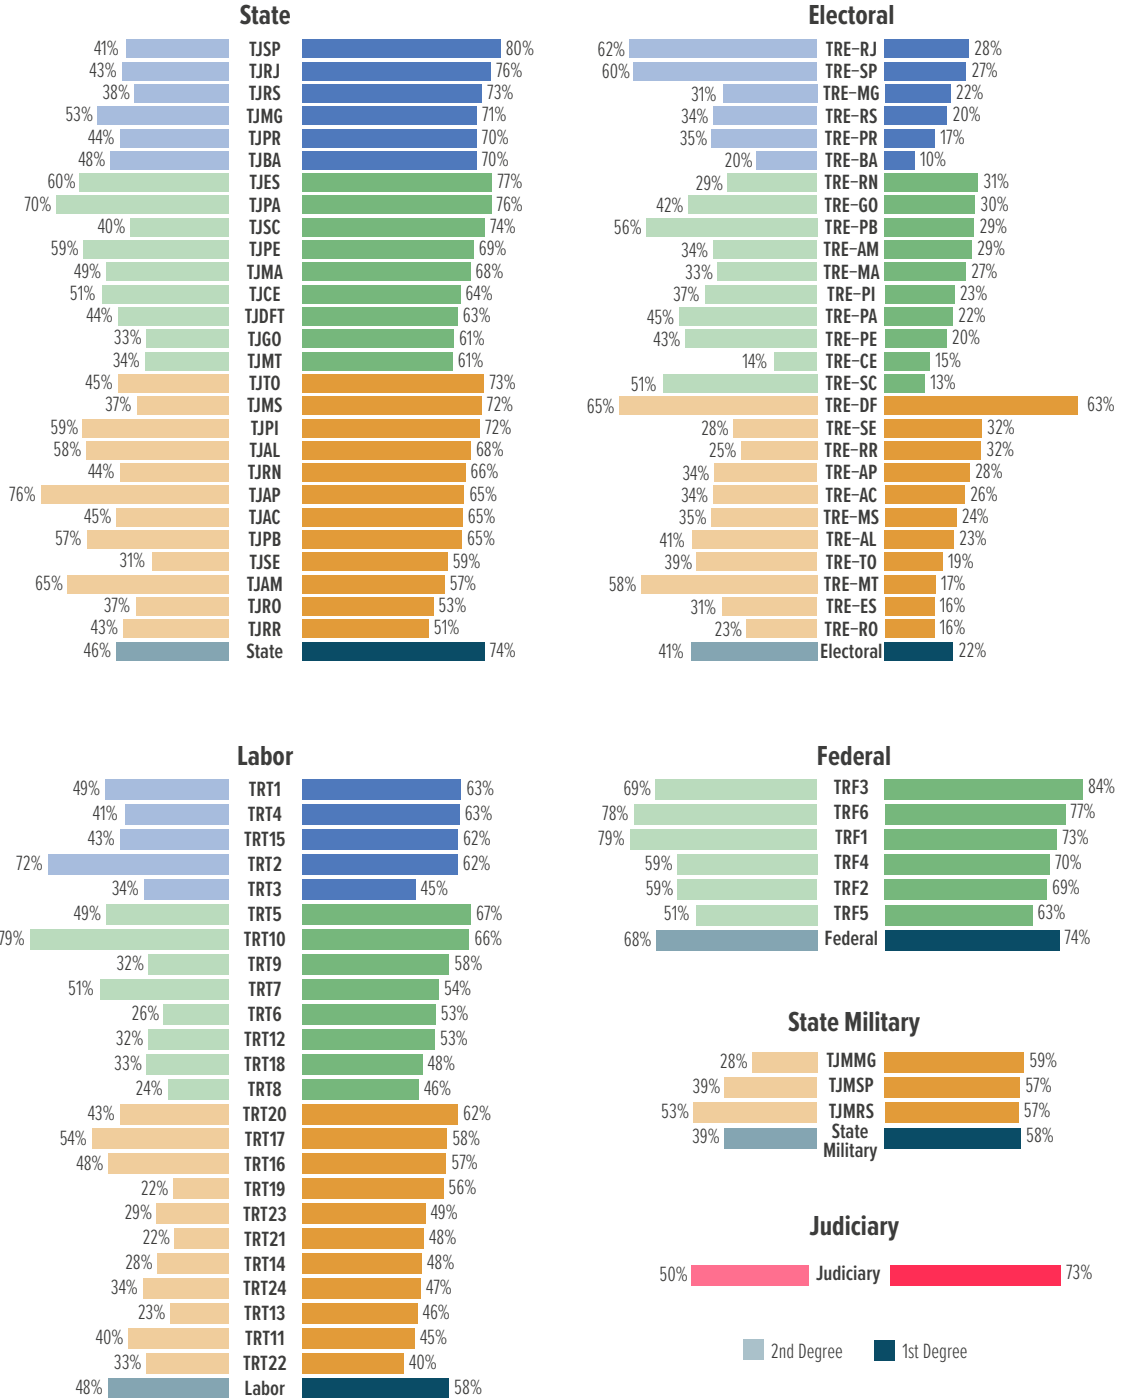 State
41% TJSP 80%
43% TJRJ 76%
38% TJRS 73%
53% TJMG 71%
44% TJPR 70%
48% TJBA 70%
60% TJES 77%
70% TJPA 76%
40% TJSC 74%
59% TJPE 69%
49% TJMA 68%
51% TJCE 64%
44% TJDFT 63%
33% TJGO 61%
34% TJMT 61%
45% TJTO 73%
37% TJMS 72%
59% TJPI 72%
58% TJAL 68%
44% TJRN 66%
76% TJAP 65%
45% TJAC 65%
57% TJPB 65%
31% TJSE 59%
65% TJAM 57%
37% TJRO 53%
43% TJRR 51%
46% State 74%
Electoral
62% TRE-RJ 28%
60% TRE-SP 27%
31% TRE-MG 22%
34% TRE-RS 20%
35% TRE-PR 17%
20% TRE-BA 10%
29% TRE-RN 31%
42% TRE-GO 30%
56% TRE-PB 29%
34% TRE-AM 29%
33% TRE-MA 27%
37% TRE-PI 23%
45% TRE-PA 22%
43% TRE-PE 20%
14% TRE-CE 15%
51% TRE-SC 13%
65% TRE-DF 63%
28% TRE-SE 32%
25% TRE-RR 32%
34% TRE-AP 28%
34% TRE-AC 26%
35% TRE-MS 24%
41% TRE-AL 23%
39% TRE-TO 19%
58% TRE-MT 17%
31% TRE-ES 16%
23% TRE-RO 16%
41% Electoral 22%
Labor
49% TRT1 63%
41% TRT4 63%
43% TRT15 62%
72% TRT2 62%
34% TRT3 45%
49% TRT5 67%
79% TRT10 66%
32% TRT9 58%
51% TRT7 54%
26% TRT6 53%
32% TRT12 53%
33% TRT18 48%
24% TRT8 46%
43% TRT20 62%
54% TRT17 58%
48% TRT16 57%
22% TRT19 56%
29% TRT23 49%
22% TRT21 48%
28% TRT14 48%
34% TRT24 47%
23% TRT13 46%
40% TRT11 45%
33% TRT22 40%
48% Labor 58%
Federal
69% TRF3 84%
78% TRF6 77%
79% TRF1 73%
59% TRF4 70%
59% TRF2 69%
51% TRF5 63%
68% Federal 74%
State Military
28% TJMMG 59%
39% TJMSP 57%
53% TJMRS 57%
39% State Military 58%
Judiciary
50% Judiciary 73%
2nd Degree 1st Degree